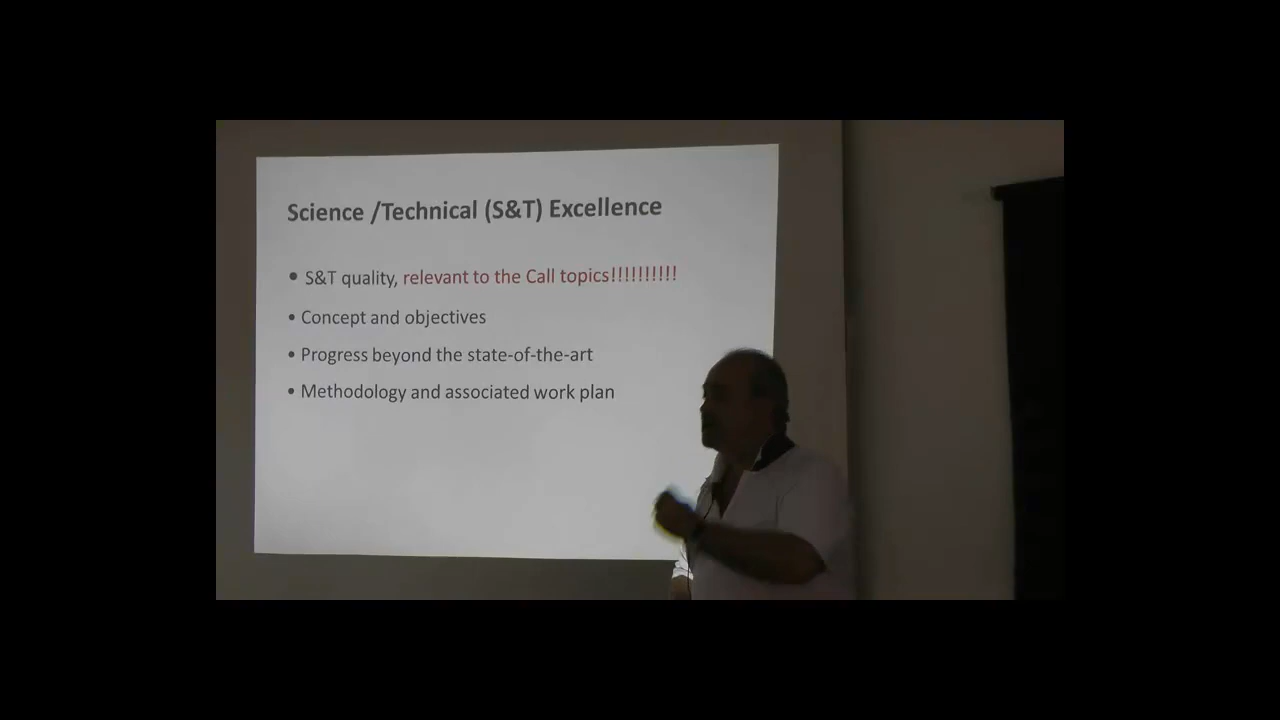 Science /Technical (S&T) Excellence
• S&T quality, relevant to the Call topics!!!!!!!!!!
• Concept and objectives
• Progress beyond the state-of-the-art
• Methodology and associated work plan